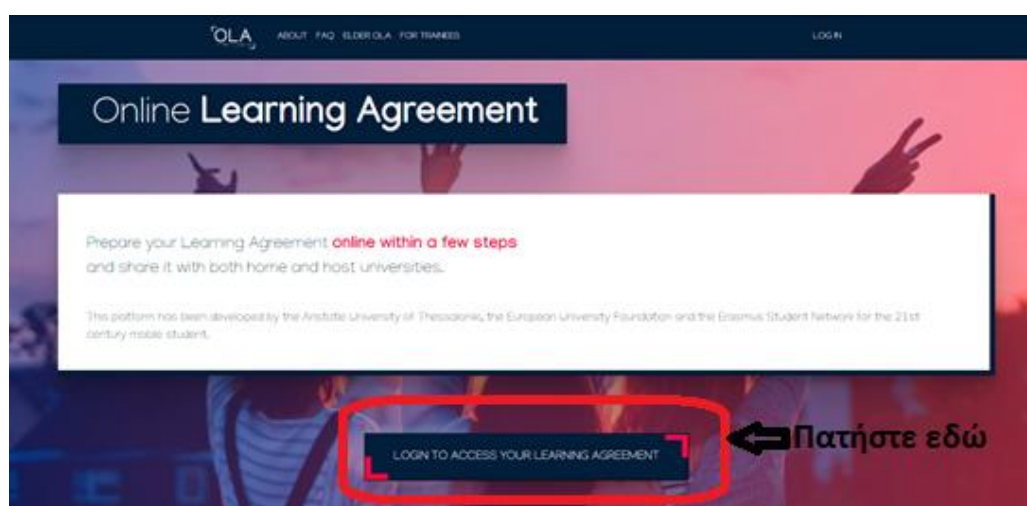 OLA ABOUT FAQ ELDER OLA FOR TRAINEES LOG IN
Online Learning Agreement
Prepare your Learning Agreement online within a few steps
and share it with both home and host universities.
This platform has been developed by the Aristotle University of Thessaloniki, the European University Foundation and the Erasmus Student Network for the 21st
century mobile student.
LOGIN TO ACCESS YOUR LEARNING AGREEMENT
Πατήστε εδώ